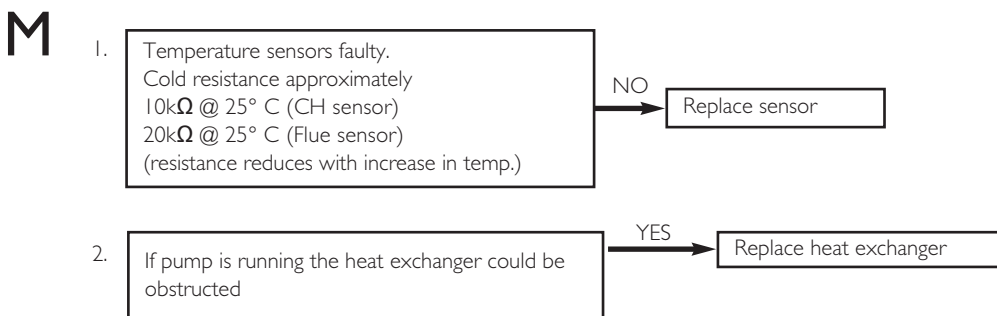 M
1.
Temperature sensors faulty.
Cold resistance approximately
10kΩ @ 25° C (CH sensor)
20kΩ @ 25° C (Flue sensor)
(resistance reduces with increase in temp.)
NO
Replace sensor
2.
If pump is running the heat exchanger could be
obstructed
YES
Replace heat exchanger